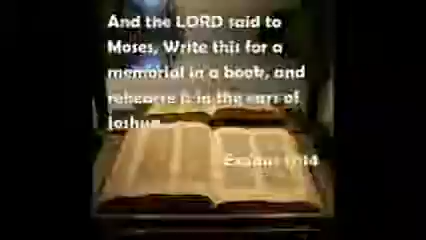 And the LORD said to
Moses, Write this for a
memorial in a book, and
rehearse it in the ears of
Joshua
Exodus 17:14